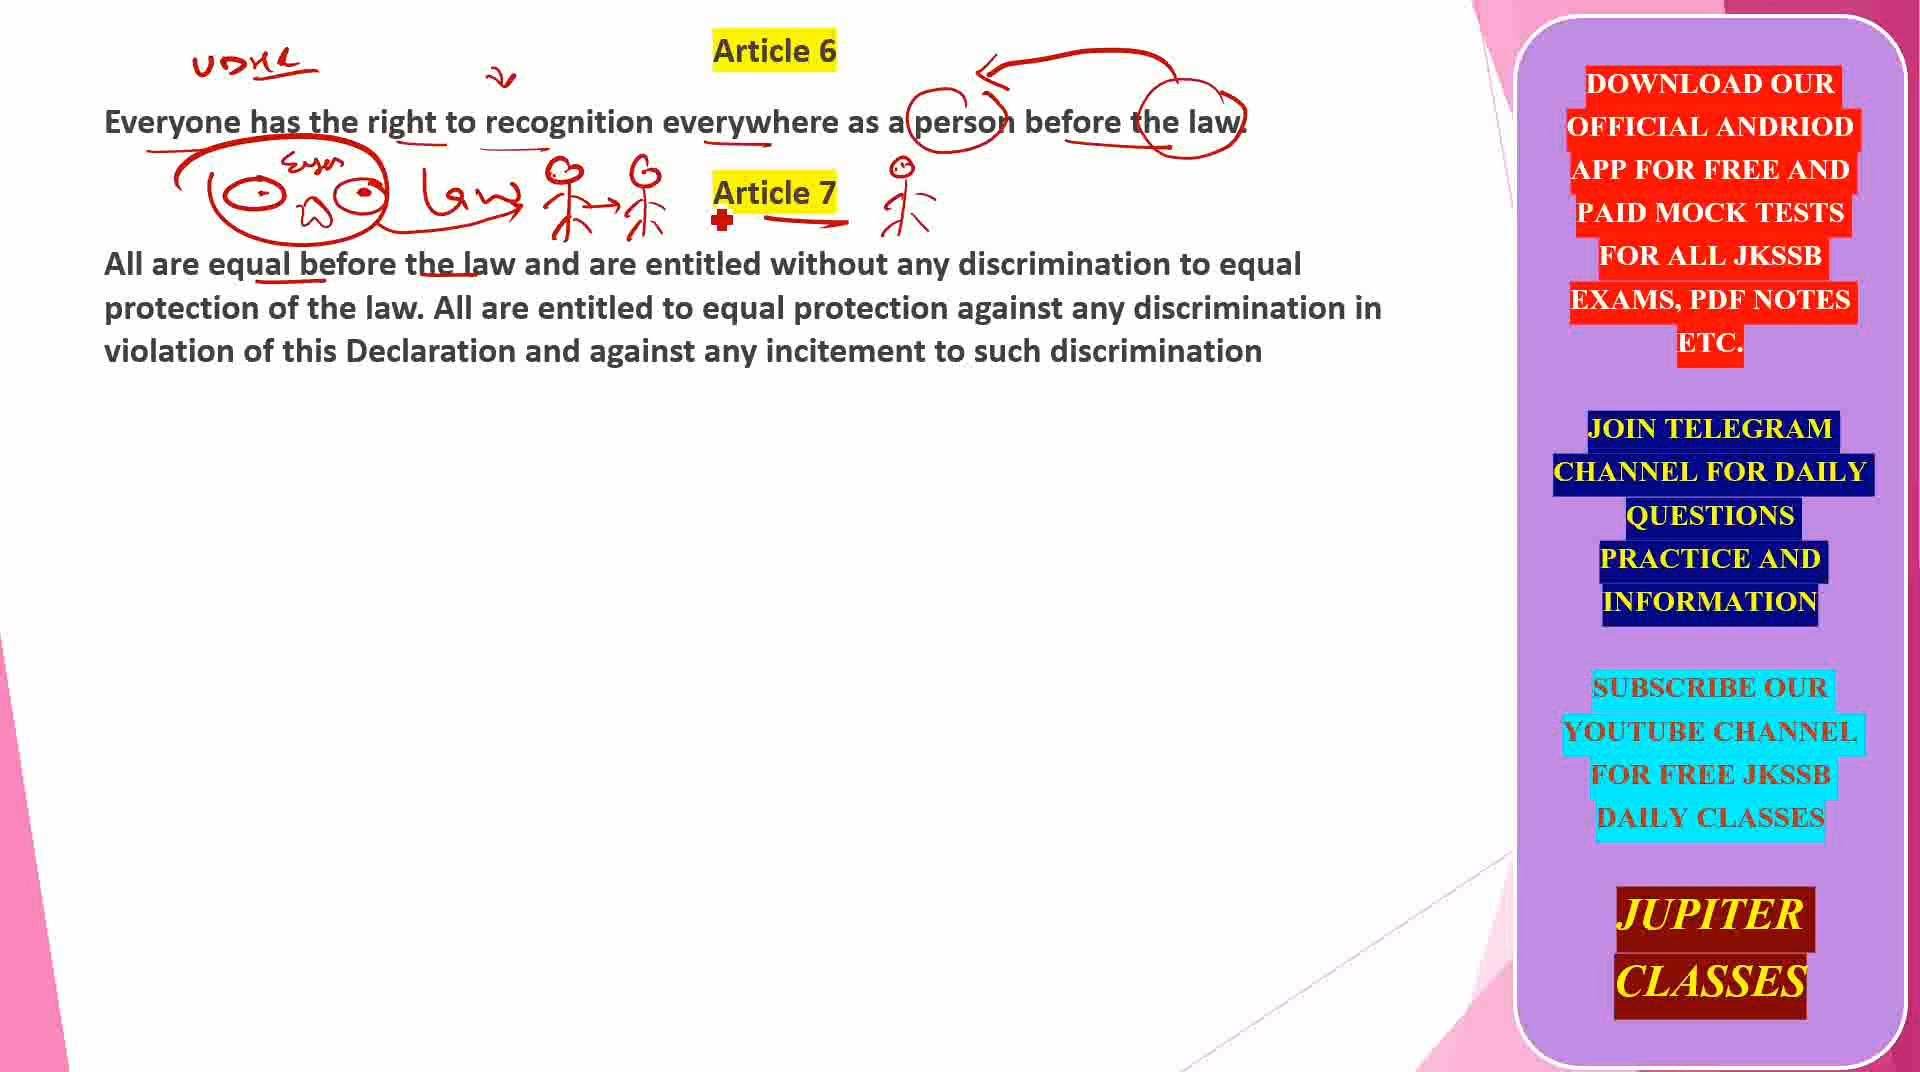 Article 6
UDHR
Everyone has the right to recognition everywhere as a person before the law.
Eyes
Law
Article 7
All are equal before the law and are entitled without any discrimination to equal
protection of the law. All are entitled to equal protection against any discrimination in
violation of this Declaration and against any incitement to such discrimination
DOWNLOAD OUR
OFFICIAL ANDRIOD
APP FOR FREE AND
PAID MOCK TESTS
FOR ALL JKSSB
EXAMS, PDF NOTES
ETC.
JOIN TELEGRAM
CHANNEL FOR DAILY
QUESTIONS
PRACTICE AND
INFORMATION
SUBSCRIBE OUR
YOUTUBE CHANNEL
FOR FREE JKSSB
DAILY CLASSES
JUPITER
CLASSES